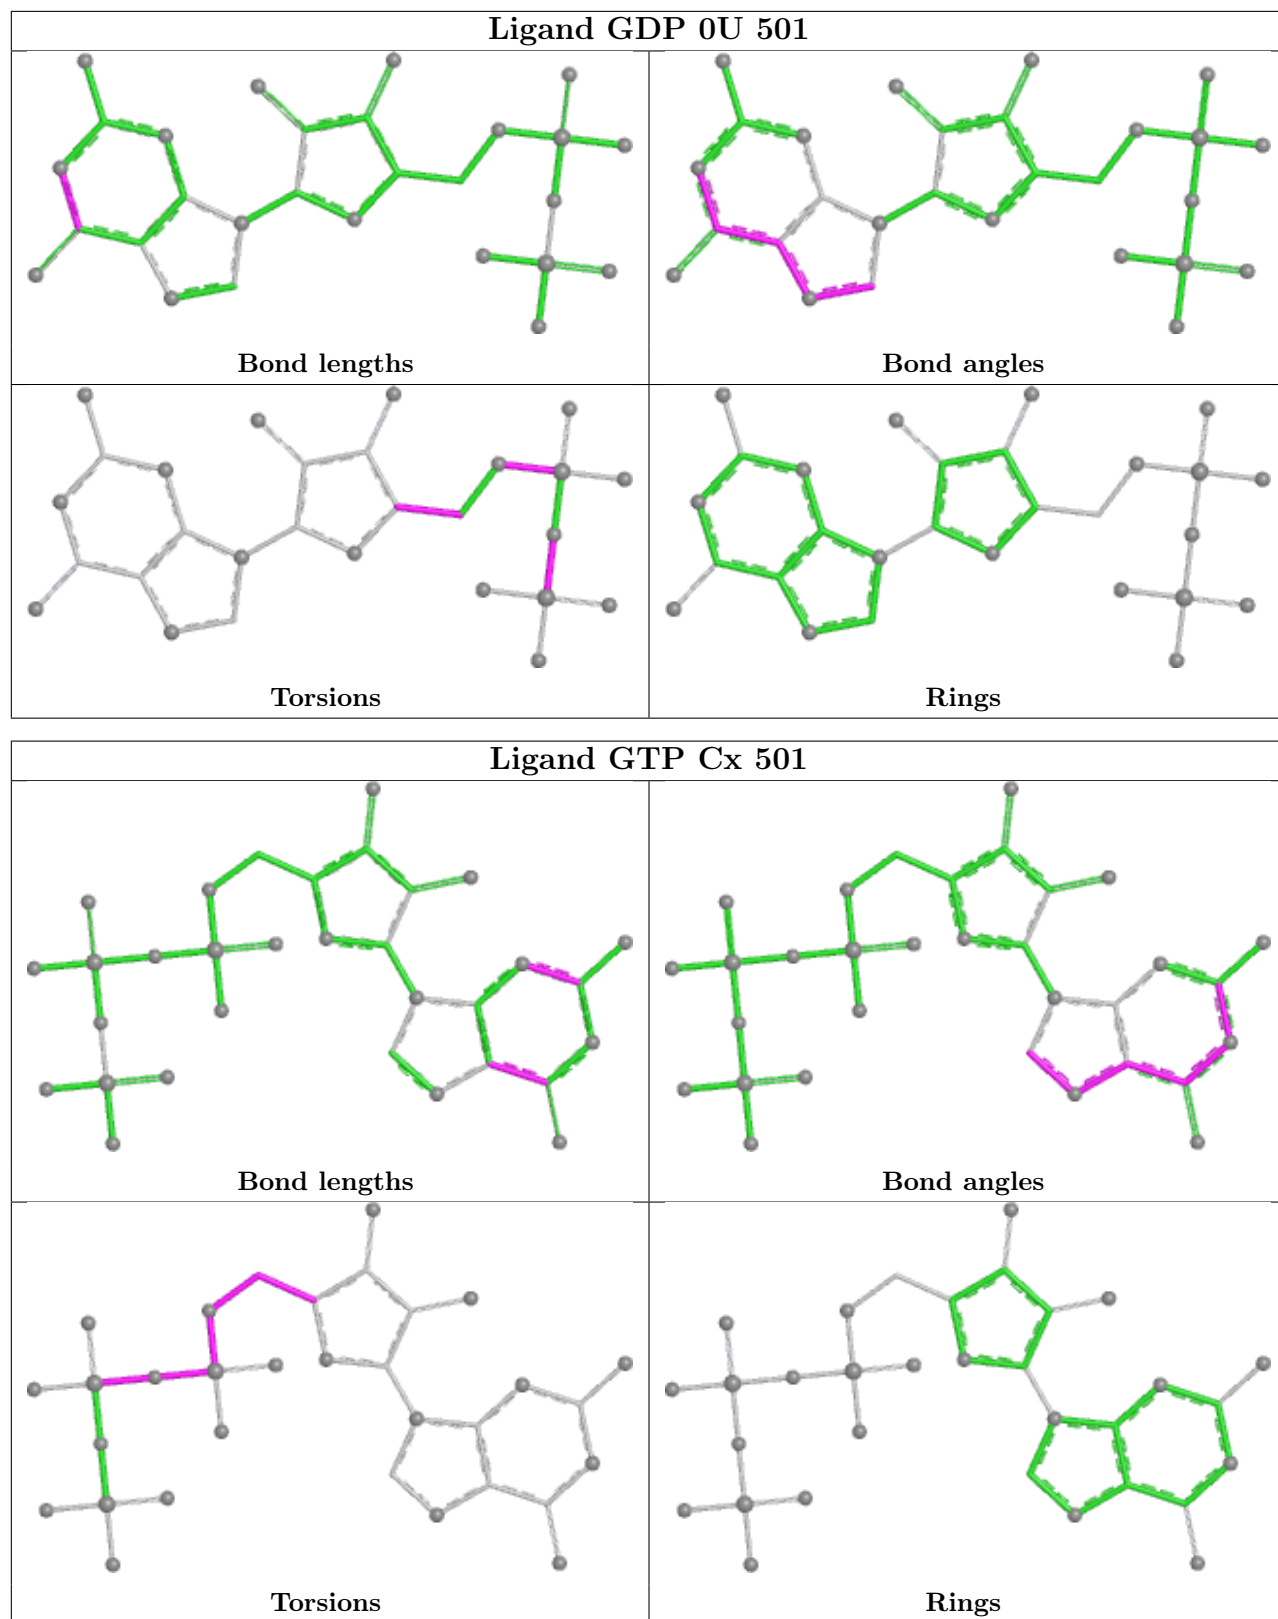 Ligand GDP 0U 501
Bond lengths
Bond angles
Torsions
Rings
Ligand GTP Cx 501
Bond lengths
Bond angles
Torsions
Rings